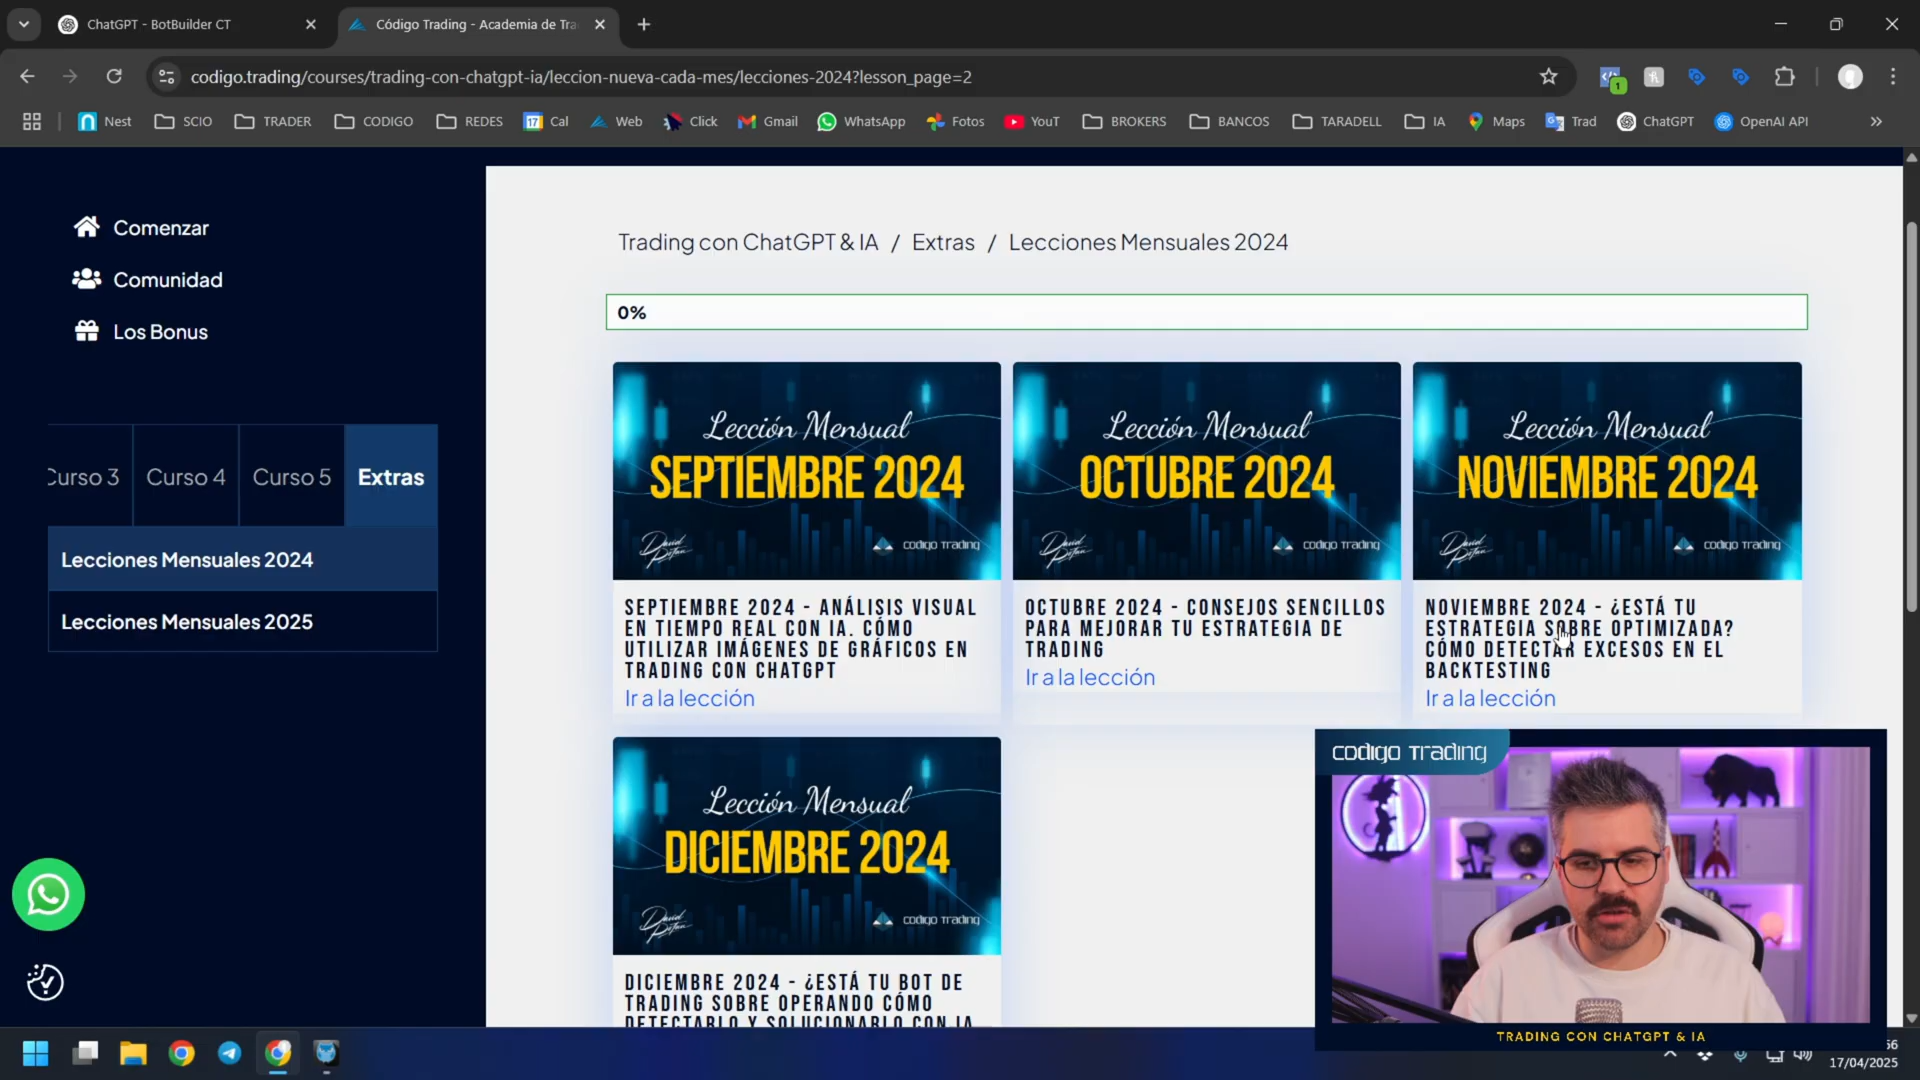 ChatGPT - BotBuilder CT
Código Trading - Academia de Tra
codigo.trading/courses/trading-con-chatgpt-ia/leccion-nueva-cada-mes/lecciones-2024?lesson_page=2
1
Nest
SCIO
TRADER
CODIGO
REDES
17
Cal
Web
Click
Gmail
WhatsApp
Fotos
YouT
BROKERS
BANCOS
TARADELL
IA
Maps
Trad
ChatGPT
OpenAI API
Comenzar
Comunidad
Los Bonus
Curso 3
Curso 4
Curso 5
Extras
Lecciones Mensuales 2024
Lecciones Mensuales 2025
Trading con ChatGPT & IA / Extras / Lecciones Mensuales 2024
0%
Lección Mensual
SEPTIEMBRE 2024
codigo Trading
SEPTIEMBRE 2024 - ANÁLISIS VISUAL
EN TIEMPO REAL CON IA. CÓMO
UTILIZAR IMÁGENES DE GRÁFICOS EN
TRADING CON CHATGPT
Ir a la lección
Lección Mensual
OCTUBRE 2024
codigo Trading
OCTUBRE 2024 - CONSEJOS SENCILLOS
PARA MEJORAR TU ESTRATEGIA DE
TRADING
Ir a la lección
Lección Mensual
NOVIEMBRE 2024
codigo Trading
NOVIEMBRE 2024 - ¿ESTÁ TU
ESTRATEGIA SOBRE OPTIMIZADA?
CÓMO DETECTAR EXCESOS EN EL
BACKTESTING
Ir a la lección
Lección Mensual
DICIEMBRE 2024
codigo Trading
DICIEMBRE 2024 - ¿ESTÁ TU BOT DE
TRADING SOBRE OPERANDO CÓMO
DETECTARLO Y SOLUCIONARLO CON IA
codigo Trading
TRADING CON CHATGPT & IA
56
17/04/2025